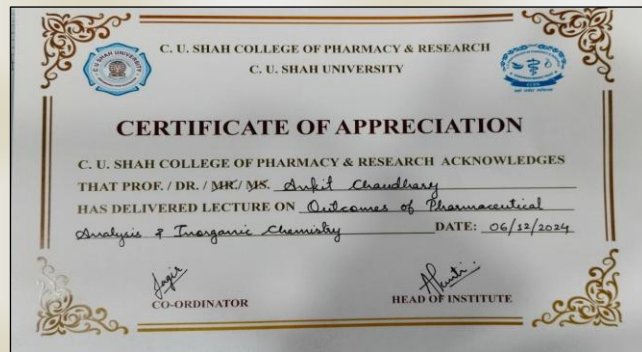 C. U. SHAH COLLEGE OF PHARMACY & RESEARCH
C. U. SHAH UNIVERSITY
CERTIFICATE OF APPRECIATION
C. U. SHAH COLLEGE OF PHARMACY & RESEARCH ACKNOWLEDGES
THAT PROF. / DR. / MR. / MS. Ankit Chaudhary
HAS DELIVERED LECTURE ON Outcomes of Pharmaceutical
Analysis & Inorganic Chemistry DATE: 06/12/2024
CO-ORDINATOR HEAD OF INSTITUTE